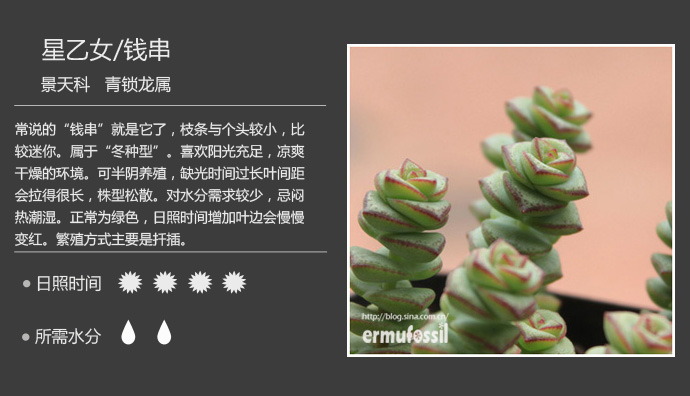 星乙女/钱串
景天科 青锁龙属
常说的“钱串”就是它了，枝条与个头较小，比
较迷你。属于“冬种型”。喜欢阳光充足，凉爽
干燥的环境。可半阴养殖，缺光时间过长叶间距
会拉得很长，株型松散。对水分需求较少，忌闷
热潮湿。正常为绿色，日照时间增加叶边会慢慢
变红。繁殖方式主要是扦插。
日照时间
所需水分
http://blog.sina.com.cn/
ermufossil